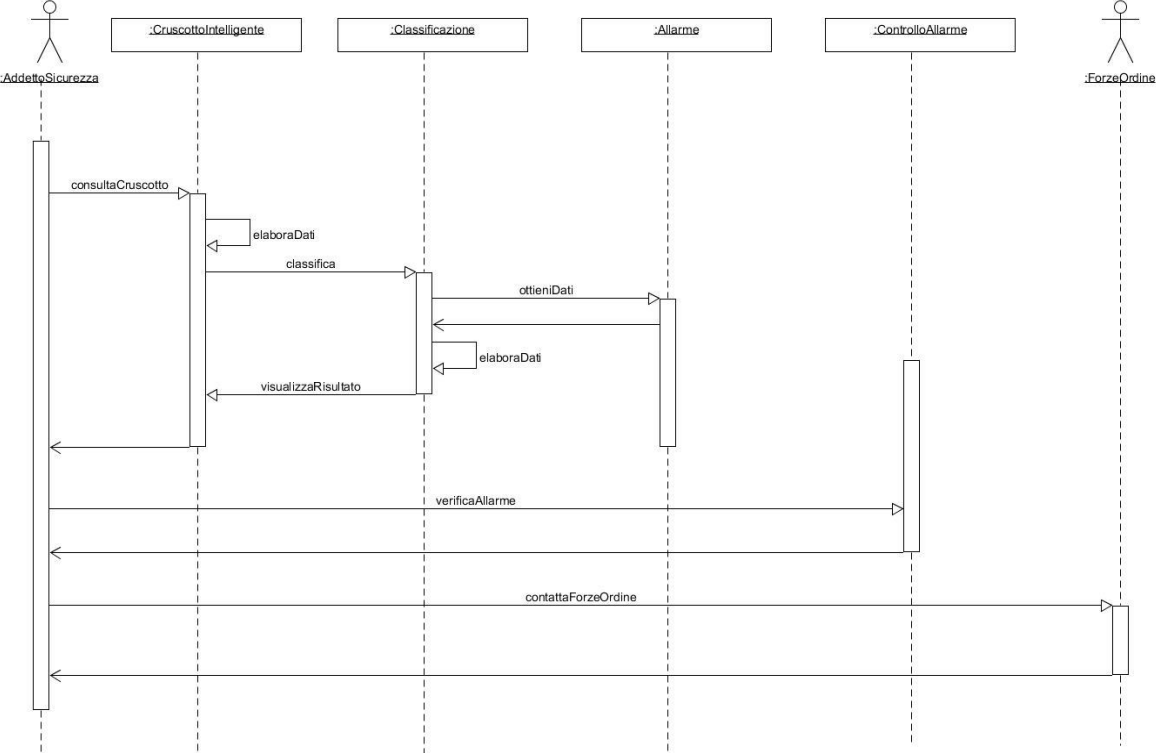 :CruscottoIntelligente
:Classificazione
:Allarme
:ControlloAllarme
:AddettoSicurezza
:ForzeOrdine
consultaCruscotto
elaboraDati
classifica
ottieniDati
elaboraDati
visualizzaRisultato
verificaAllarme
contattaForzeOrdine